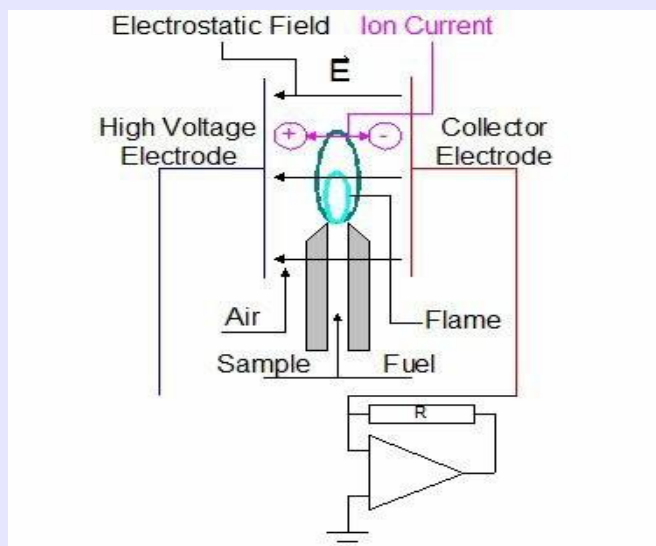 Electrostatic Field
Ion Current
E
High Voltage
Electrode
+
-
Collector
Electrode
Air
Flame
Sample
Fuel
R